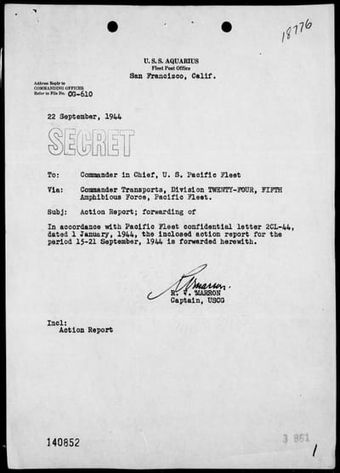 18776
U. S. S. AQUARIUS
Fleet Post Office
San Francisco, Calif.
Address Reply to
COMMANDING OFFICER
Refer to File No. CG-610
22 September, 1944
SECRET
To: Commander in Chief, U. S. Pacific Fleet
Via: Commander Transports, Division TWENTY-FOUR, FIFTH
Amphibious Force, Pacific Fleet.
Subj: Action Report; forwarding of
In accordance with Pacific Fleet confidential letter 2CL-44,
dated 1 January, 1944, the inclosed action report for the
period 15-21 September, 1944 is forwarded herewith.
R. V. MARRON
Captain, USCG
Incl:
Action Report
140852
1